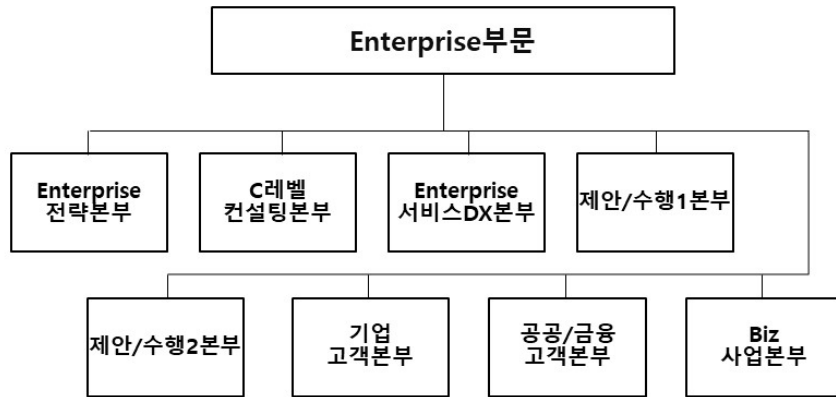 Enterprise부문
Enterprise
전략본부
C레벨
컨설팅본부
Enterprise
서비스DX본부
제안/수행1본부
제안/수행2본부
기업
고객본부
공공/금융
고객본부
Biz
사업본부